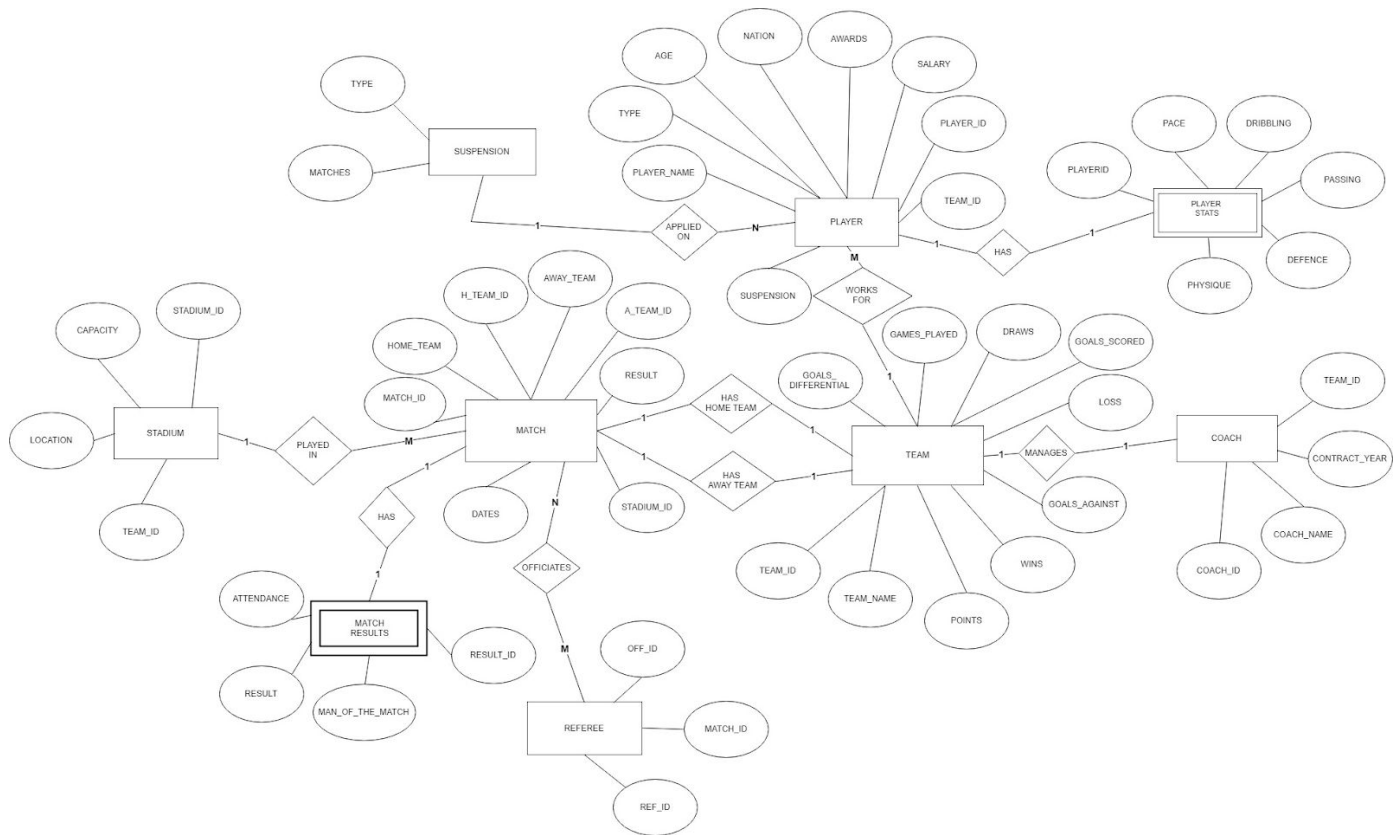 NATION
AWARDS
AGE
SALARY
TYPE
TYPE
PLAYER_ID
PACE
DRIBBLING
SUSPENSION
MATCHES
PLAYER_NAME
PLAYERID
PASSING
TEAM_ID
PLAYER
STATS
1
APPLIED
ON
N
PLAYER
1
HAS
1
DEFENCE
M
PHYSIQUE
SUSPENSION
WORKS
FOR
AWAY_TEAM
H_TEAM_ID
A_TEAM_ID
STADIUM_ID
CAPACITY
GAMES_PLAYED
DRAWS
GOALS_SCORED
HOME_TEAM
RESULT
GOALS_
DIFFERENTIAL
1
TEAM_ID
MATCH_ID
HAS
HOME TEAM
LOSS
1
1
LOCATION
STADIUM
1
PLAYED
IN
M
MATCH
TEAM
1
MANAGES
1
COACH
1
1
HAS
AWAY TEAM
1
CONTRACT_YEAR
HAS
DATES
N
STADIUM_ID
GOALS_AGAINST
TEAM_ID
COACH_NAME
OFFICIATES
TEAM_ID
WINS
COACH_ID
1
ATTENDANCE
TEAM_NAME
POINTS
MATCH
RESULTS
M
RESULT_ID
OFF_ID
RESULT
MAN_OF_THE_MATCH
REFEREE
MATCH_ID
REF_ID